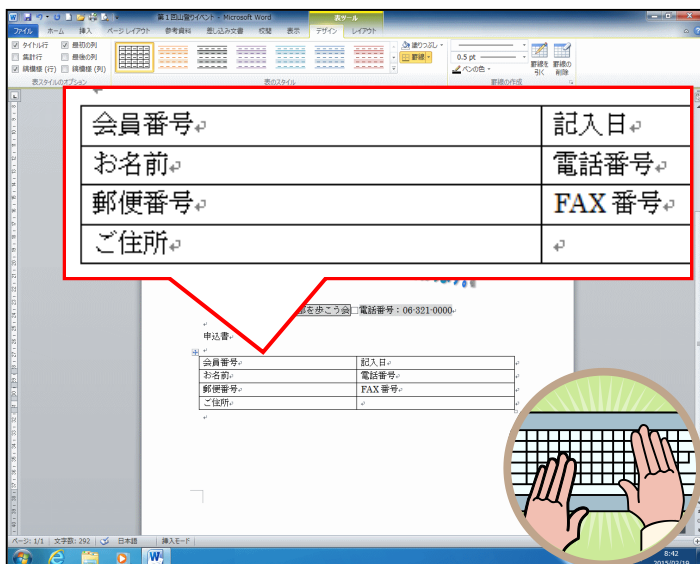 第１回山登りイベント - Microsoft Word
表ツール
ファイル ホーム 挿入 ページ レイアウト 参考資料 差し込み文書 校閲 表示 デザイン レイアウト
タイトル行 最初の列
集計行 最後の列
縞模様 (行) 縞模様 (列)
塗りつぶし
罫線
0.5 pt
ペンの色
罫線を引く
罫線の削除
表スタイルのオプション 表のスタイル 罫線の作成
会員番号 記入日
お名前 電話番号
郵便番号 FAX 番号
ご住所
を歩こう会 電話番号：06-321-0000
申込書
会員番号 記入日
お名前 電話番号
郵便番号 FAX 番号
ご住所
ページ: 1/1 文字数: 292 日本語 挿入モード
8:42
2015/03/19